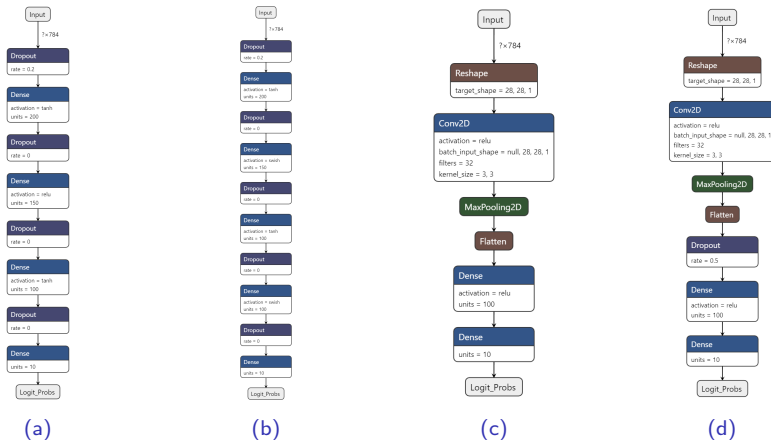 Input
?×784
Dropout
rate = 0.2
Dense
activation = tanh
units = 200
Dropout
rate = 0
Dense
activation = relu
units = 150
Dropout
rate = 0
Dense
activation = tanh
units = 100
Dropout
rate = 0
Dense
units = 10
Logit_Probs
(a)
Input
?×784
Dropout
rate = 0.2
Dense
activation = tanh
units = 200
Dropout
rate = 0
Dense
activation = swish
units = 150
Dropout
rate = 0
Dense
activation = tanh
units = 100
Dropout
rate = 0
Dense
activation = swish
units = 100
Dropout
rate = 0
Dense
units = 10
Logit_Probs
(b)
Input
?×784
Reshape
target_shape = 28, 28, 1
Conv2D
activation = relu
batch_input_shape = null, 28, 28, 1
filters = 32
kernel_size = 3, 3
MaxPooling2D
Flatten
Dense
activation = relu
units = 100
Dense
units = 10
Logit_Probs
(c)
Input
?×784
Reshape
target_shape = 28, 28, 1
Conv2D
activation = relu
batch_input_shape = null, 28, 28, 1
filters = 32
kernel_size = 3, 3
MaxPooling2D
Flatten
Dropout
rate = 0.5
Dense
activation = relu
units = 100
Dense
units = 10
Logit_Probs
(d)